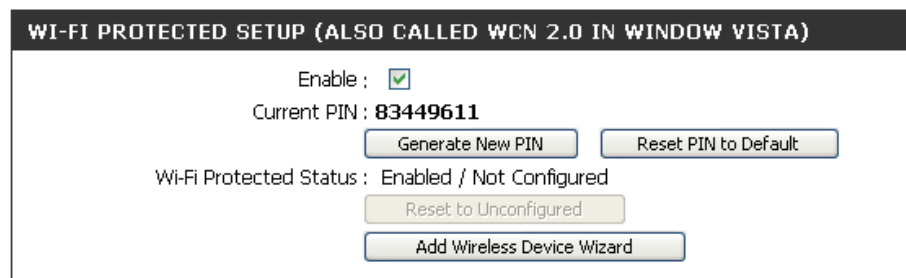 WI-FI PROTECTED SETUP (ALSO CALLED WCN 2.0 IN WINDOW VISTA)
Enable :
Current PIN : 83449611
Generate New PIN Reset PIN to Default
Wi-Fi Protected Status : Enabled / Not Configured
Reset to Unconfigured
Add Wireless Device Wizard